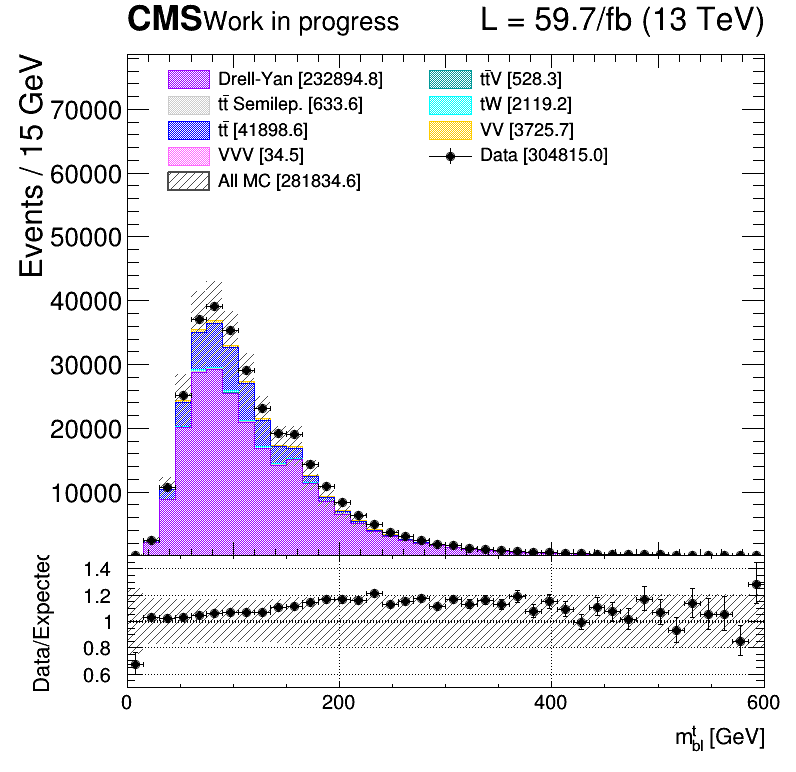 CMS Work in progress L = 59.7/fb (13 TeV)
Events / 15 GeV
Drell-Yan [232894.8]
tt̄ Semilep. [633.6]
tt̄ [41898.6]
VVV [34.5]
All MC [281834.6]
tt̄V [528.3]
tW [2119.2]
VV [3725.7]
Data [304815.0]
70000
60000
50000
40000
30000
20000
10000
Data/Expected
1.4
1.2
1
0.8
0.6
0 200 400 600
m^t_bl [GeV]